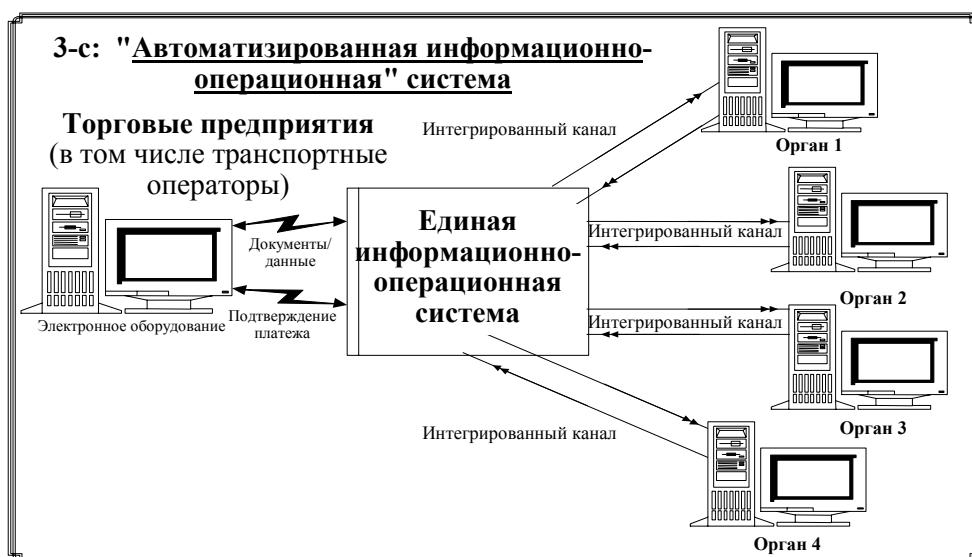 3-с: "Автоматизированная информационно-
операционная" система
Торговые предприятия
(в том числе транспортные
операторы)
Электронное оборудование
Документы/
данные
Подтверждение
платежа
Единая
информационно-
операционная
система
Интегрированный канал
Орган 1
Интегрированный канал
Орган 2
Интегрированный канал
Орган 3
Интегрированный канал
Орган 4